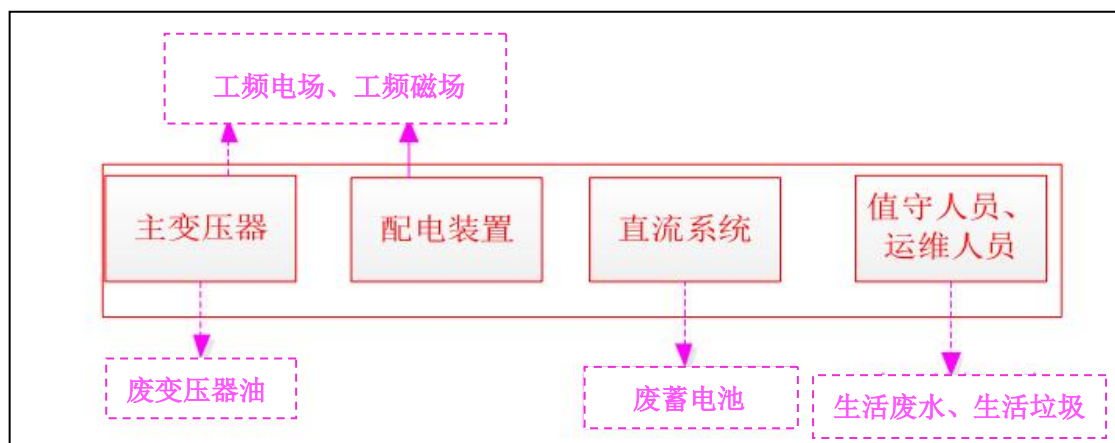 工频电场、工频磁场
主变压器
配电装置
直流系统
值守人员、
运维人员
废变压器油
废蓄电池
生活废水、生活垃圾